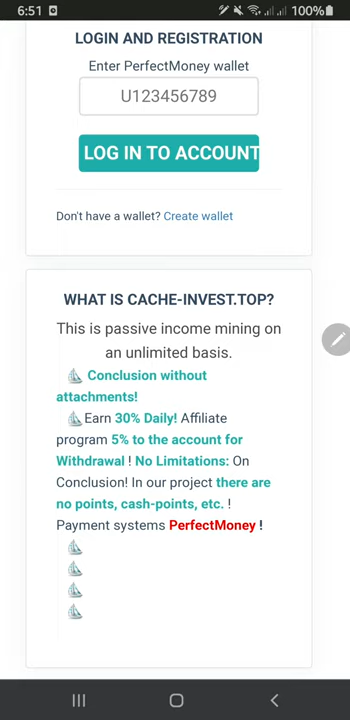 6:51
100%
LOGIN AND REGISTRATION
Enter PerfectMoney wallet
U123456789
LOG IN TO ACCOUNT
Don't have a wallet? Create wallet
WHAT IS CACHE-INVEST.TOP?
This is passive income mining on
an unlimited basis.
Conclusion without
attachments!
Earn 30% Daily! Affiliate
program 5% to the account for
Withdrawal ! No Limitations: On
Conclusion! In our project there are
no points, cash-points, etc. !
Payment systems PerfectMoney !